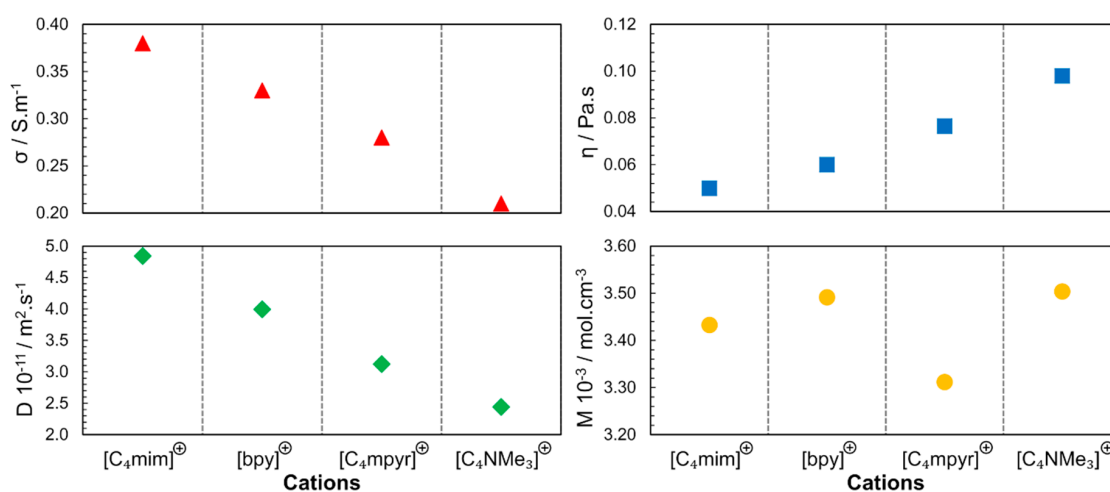 σ / S.m⁻¹
0.40
0.35
0.30
0.25
0.20
η / Pa.s
0.12
0.10
0.08
0.06
0.04
D 10⁻¹¹ / m².s⁻¹
5.0
4.5
4.0
3.5
3.0
2.5
2.0
[C₄mim]⊕ [bpy]⊕ [C₄mpyr]⊕ [C₄NMe₃]⊕
Cations
M 10⁻³ / mol.cm⁻³
3.60
3.50
3.40
3.30
3.20
[C₄mim]⊕ [bpy]⊕ [C₄mpyr]⊕ [C₄NMe₃]⊕
Cations